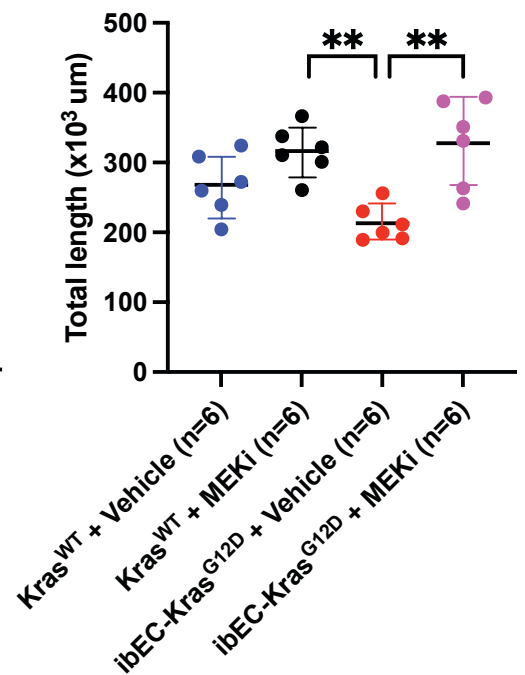 Total length (x10³ um)
500
** **
400
300
200
100
0
Kras^WT + Vehicle (n=6)
Kras^WT + MEKi (n=6)
ibEC-Kras^G12D + Vehicle (n=6)
ibEC-Kras^G12D + MEKi (n=6)